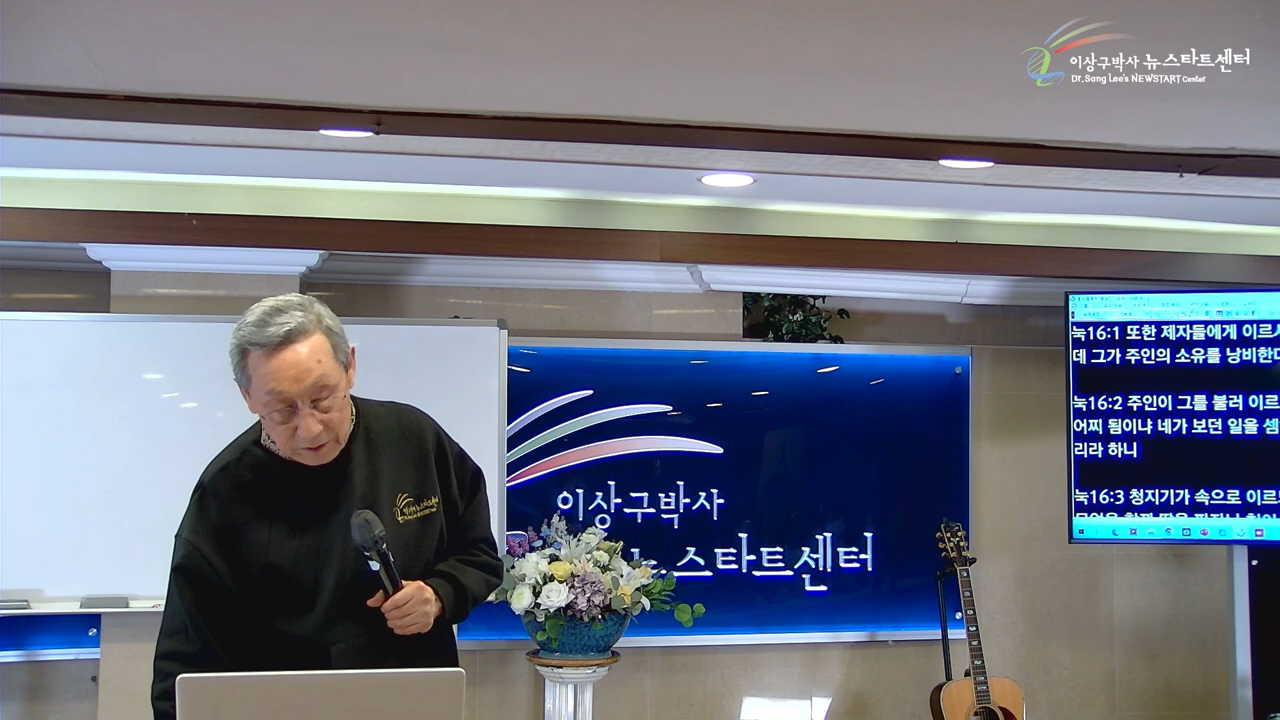 이상구박사 뉴스타트센터
Dr. Sang Lee's NEWSTART Center
이상구박사
스타트센터
눅16:1 또한 제자들에게 이르시
데 그가 주인의 소유를 낭비한다
눅16:2 주인이 그를 불러 이르
어찌 됨이냐 네가 보던 일을 셈
리라 하니
눅16:3 청지기가 속으로 이르